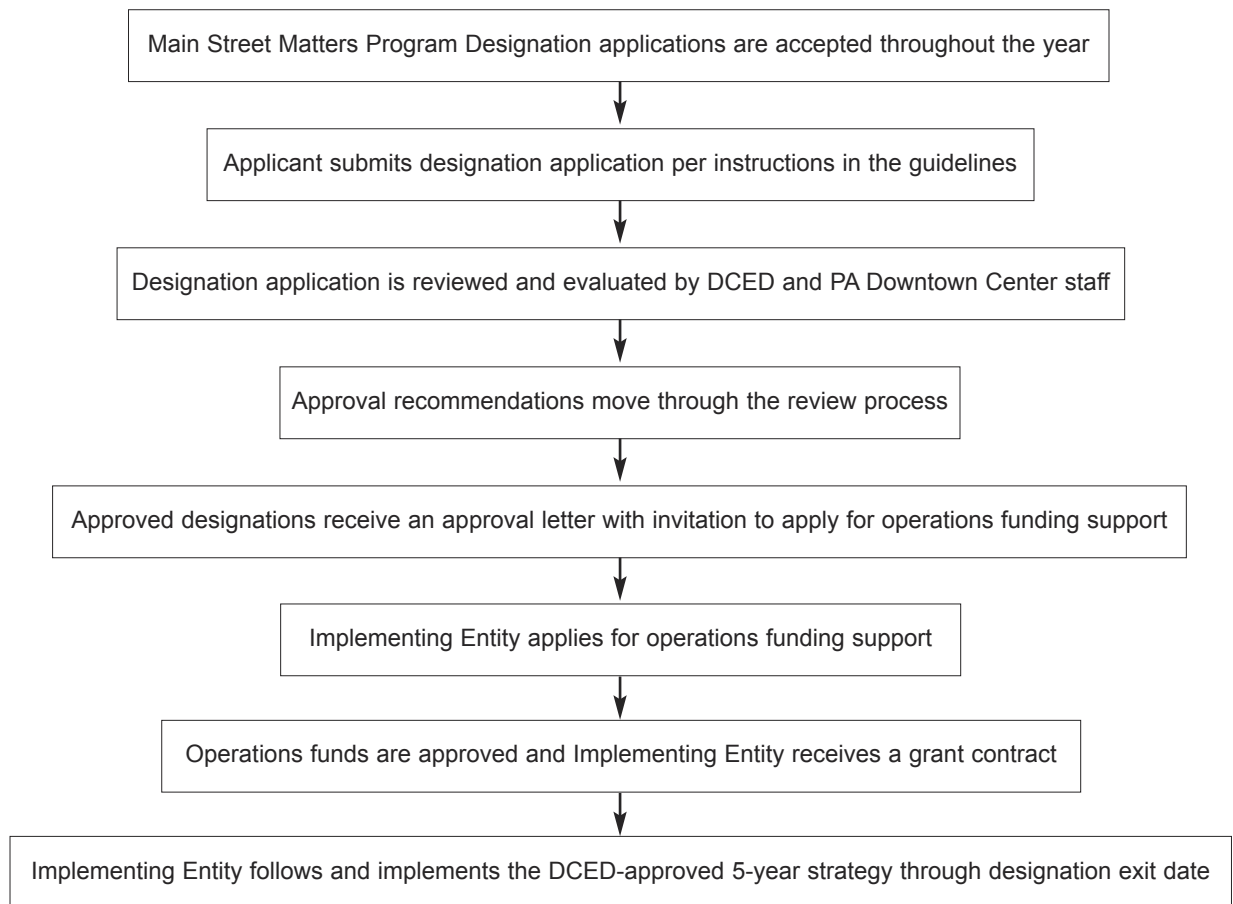 Main Street Matters Program Designation applications are accepted throughout the year
Applicant submits designation application per instructions in the guidelines
Designation application is reviewed and evaluated by DCED and PA Downtown Center staff
Approval recommendations move through the review process
Approved designations receive an approval letter with invitation to apply for operations funding support
Implementing Entity applies for operations funding support
Operations funds are approved and Implementing Entity receives a grant contract
Implementing Entity follows and implements the DCED-approved 5-year strategy through designation exit date